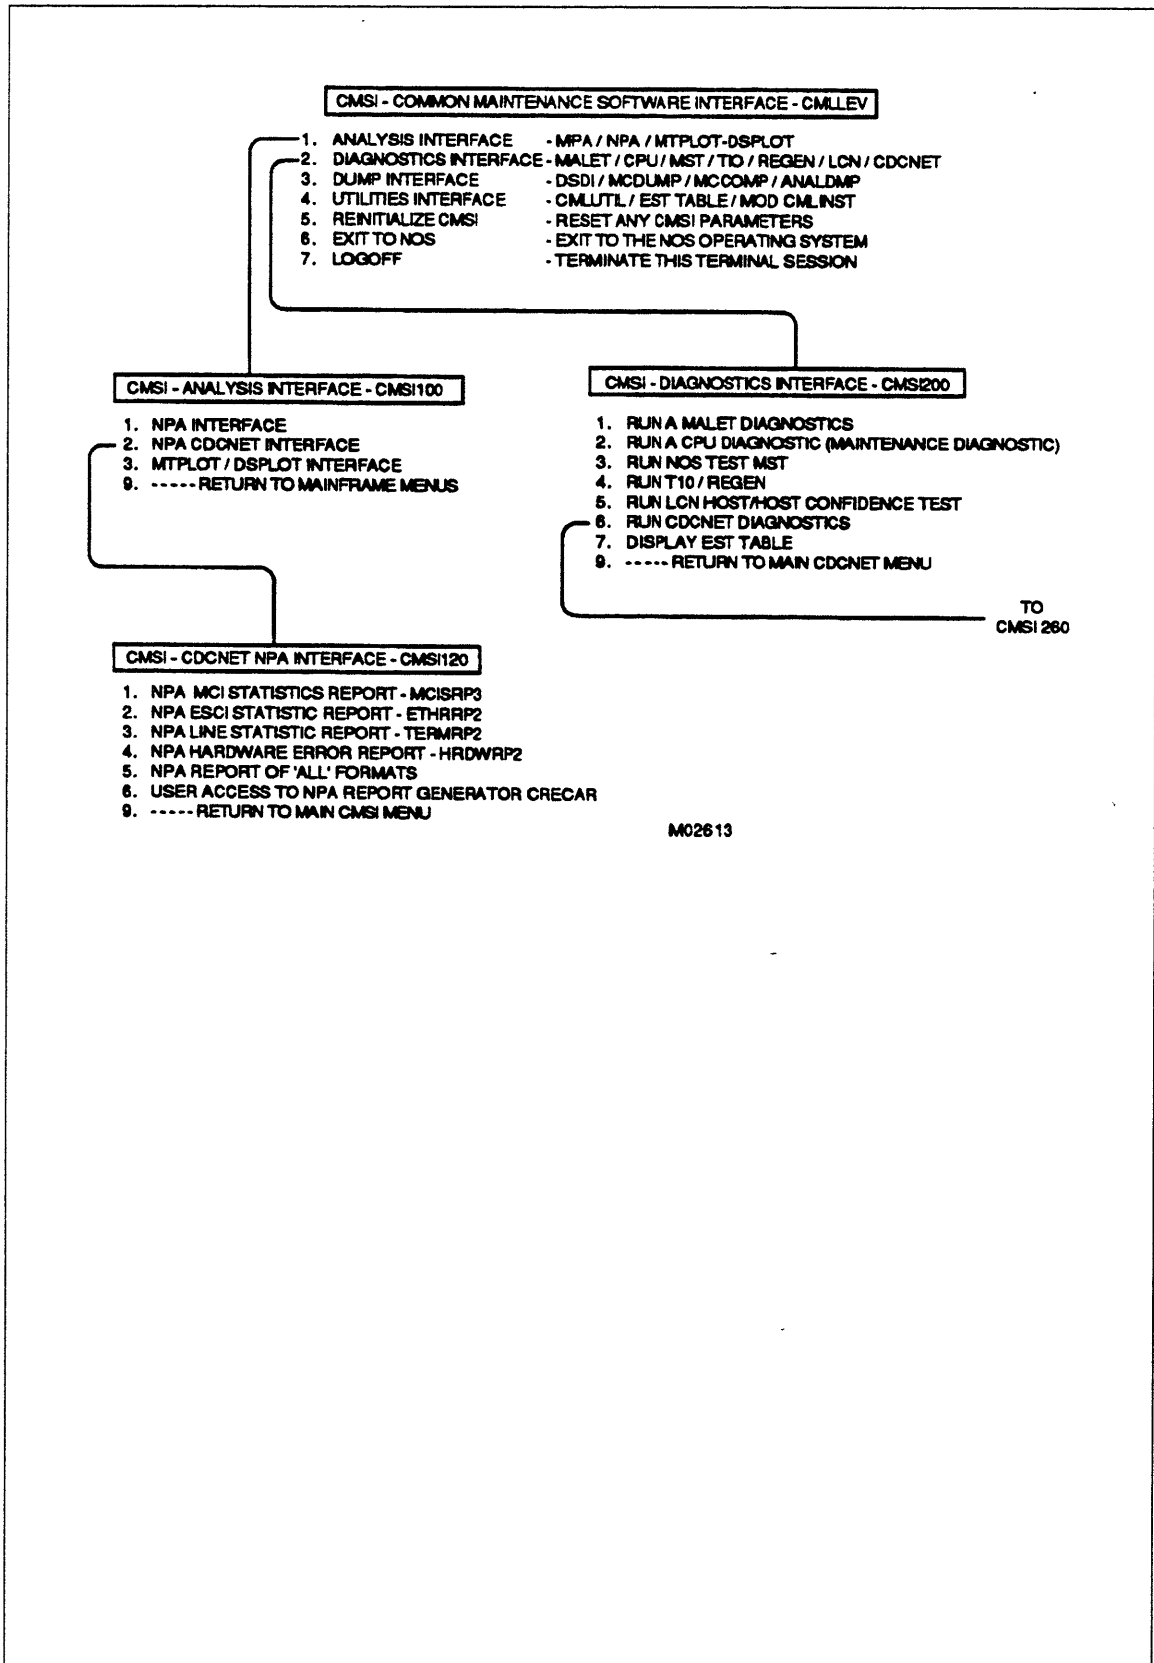 CMSI - COMMON MAINTENANCE SOFTWARE INTERFACE - CMLLEV
1. ANALYSIS INTERFACE - MPA / NPA / MTPLOT-DSPLOT
2. DIAGNOSTICS INTERFACE - MALET / CPU / MST / TIO / REGEN / LCN / CDCNET
3. DUMP INTERFACE - DSDI / MCDUMP / MCCOMP / ANALDMP
4. UTILITIES INTERFACE - CMLUTIL / EST TABLE / MOD CMLINST
5. REINITIALIZE CMSI - RESET ANY CMSI PARAMETERS
6. EXIT TO NOS - EXIT TO THE NOS OPERATING SYSTEM
7. LOGOFF - TERMINATE THIS TERMINAL SESSION
CMSI - ANALYSIS INTERFACE - CMSI100
1. NPA INTERFACE
2. NPA CDCNET INTERFACE
3. MTPLOT / DSPLOT INTERFACE
9. ----- RETURN TO MAINFRAME MENUS
CMSI - DIAGNOSTICS INTERFACE - CMSI200
1. RUN A MALET DIAGNOSTICS
2. RUN A CPU DIAGNOSTIC (MAINTENANCE DIAGNOSTIC)
3. RUN NOS TEST MST
4. RUN T10 / REGEN
5. RUN LCN HOST/HOST CONFIDENCE TEST
6. RUN CDCNET DIAGNOSTICS
7. DISPLAY EST TABLE
9. ----- RETURN TO MAIN CDCNET MENU
TO
CMSI 260
CMSI - CDCNET NPA INTERFACE - CMSI120
1. NPA MCI STATISTICS REPORT - MCISRP3
2. NPA ESCI STATISTIC REPORT - ETHRRP2
3. NPA LINE STATISTIC REPORT - TERMRP2
4. NPA HARDWARE ERROR REPORT - HRDWRP2
5. NPA REPORT OF 'ALL' FORMATS
6. USER ACCESS TO NPA REPORT GENERATOR CRECAR
9. ----- RETURN TO MAIN CMSI MENU
M02613